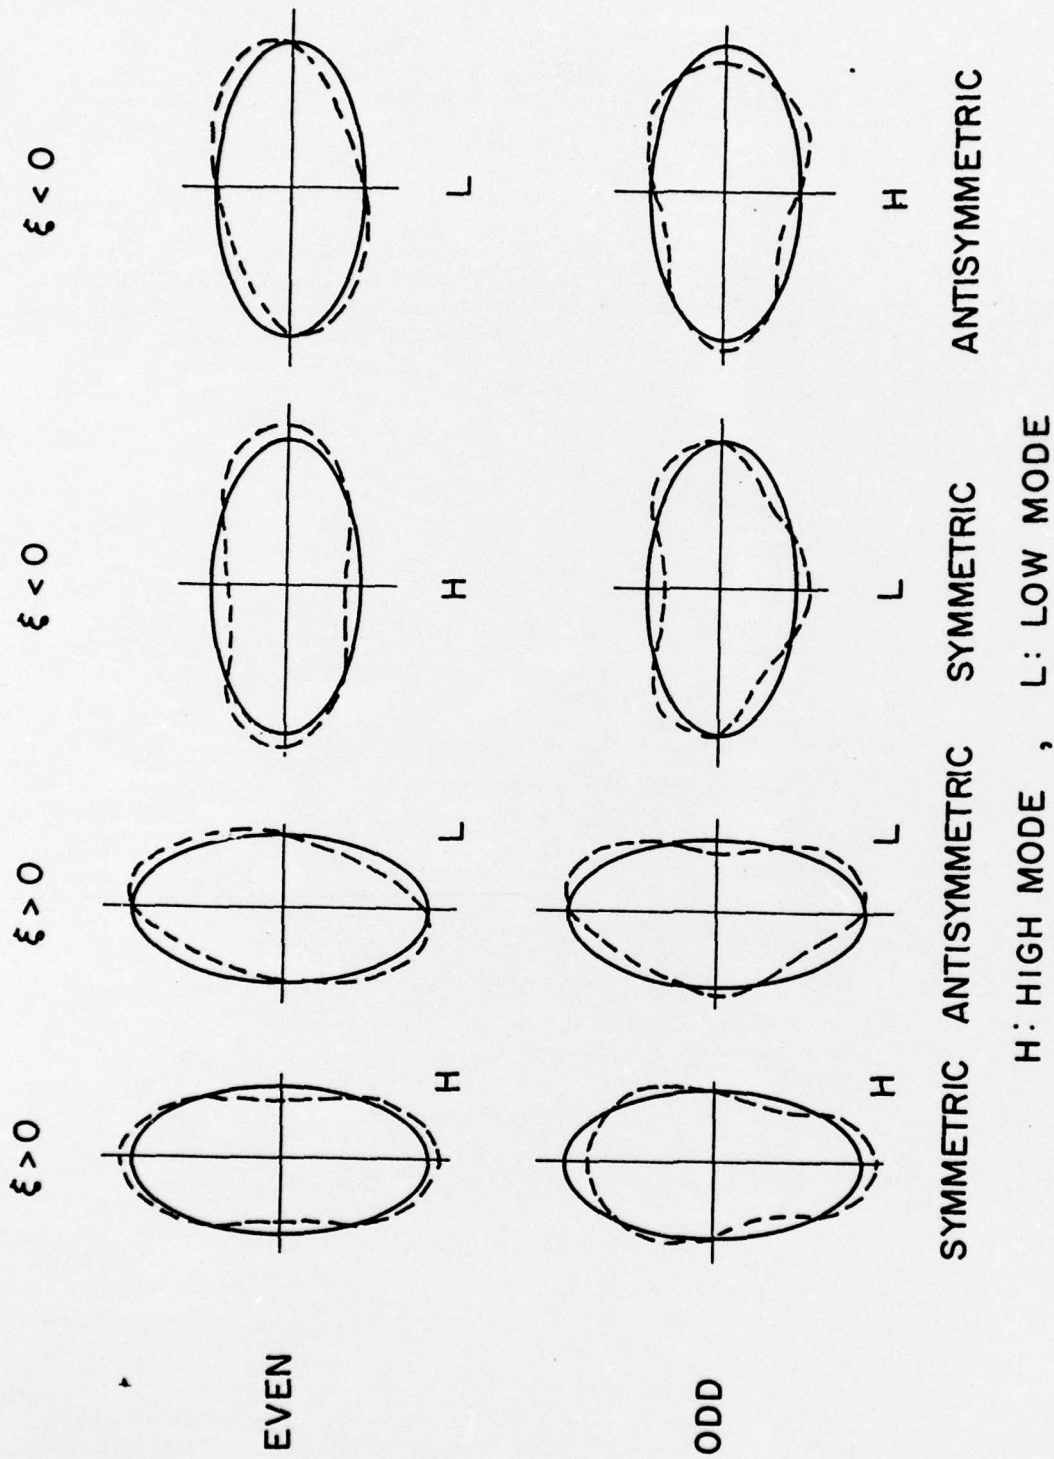 ξ>0 ξ>0 ξ<0 ξ<0
EVEN
H L H L
ODD
H L L H
SYMMETRIC ANTISYMMETRIC SYMMETRIC ANTISYMMETRIC
H: HIGH MODE , L: LOW MODE